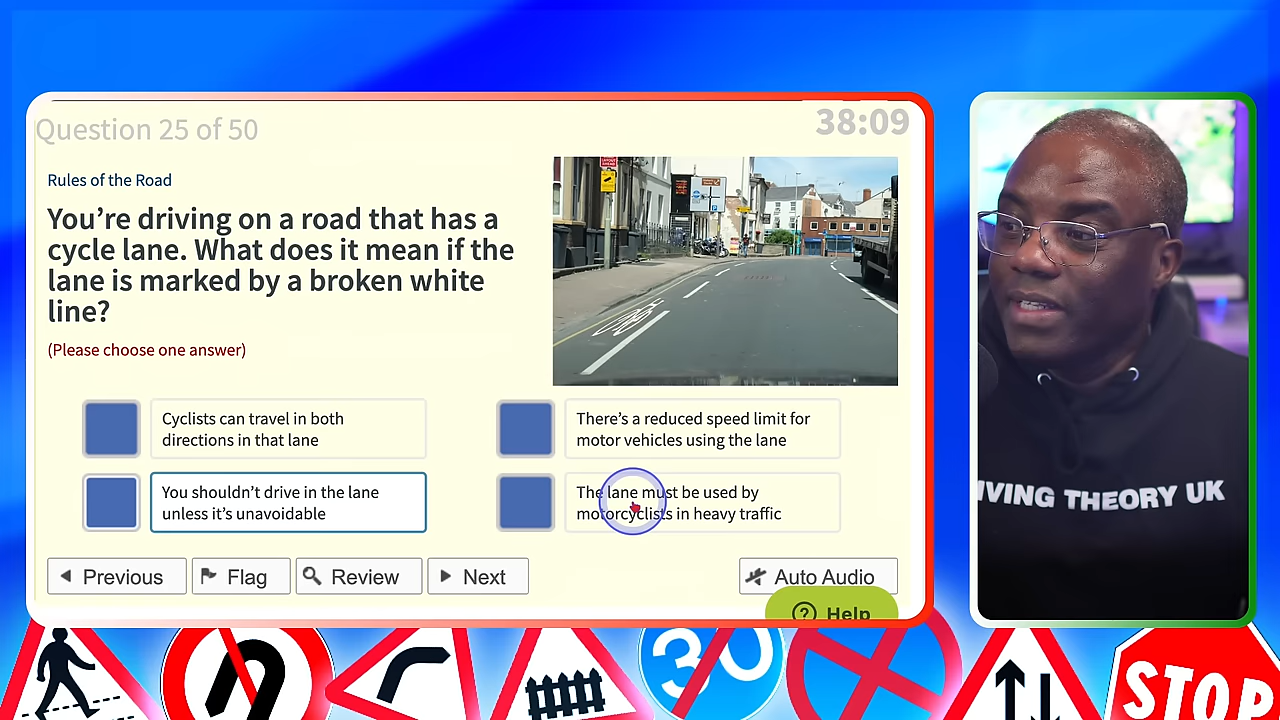 Question 25 of 50
38:09
Rules of the Road
You're driving on a road that has a
cycle lane. What does it mean if the
lane is marked by a broken white
line?
(Please choose one answer)
Cyclists can travel in both
directions in that lane
There's a reduced speed limit for
motor vehicles using the lane
You shouldn't drive in the lane
unless it's unavoidable
The lane must be used by
motorcyclists in heavy traffic
Previous
Flag
Review
Next
Auto Audio
Help
IVING THEORY UK
30
STOP